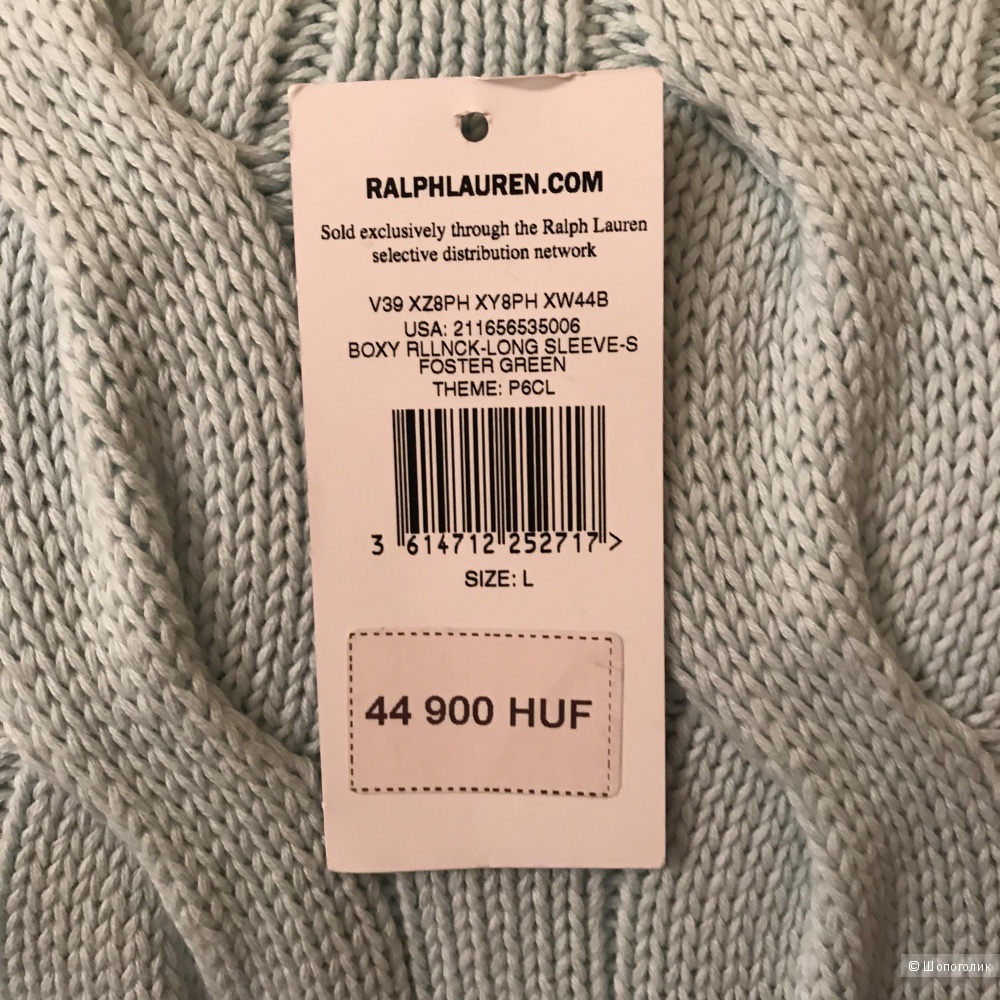 RALPHLAUREN.COM
Sold exclusively through the Ralph Lauren
selective distribution network
V39 XZ8PH XY8PH XW44B
USA: 211656535006
BOXY RLLNCK-LONG SLEEVE-S
FOSTER GREEN
THEME: P6CL
3 614712 252717 >
SIZE: L
44 900 HUF
© Шопоголик